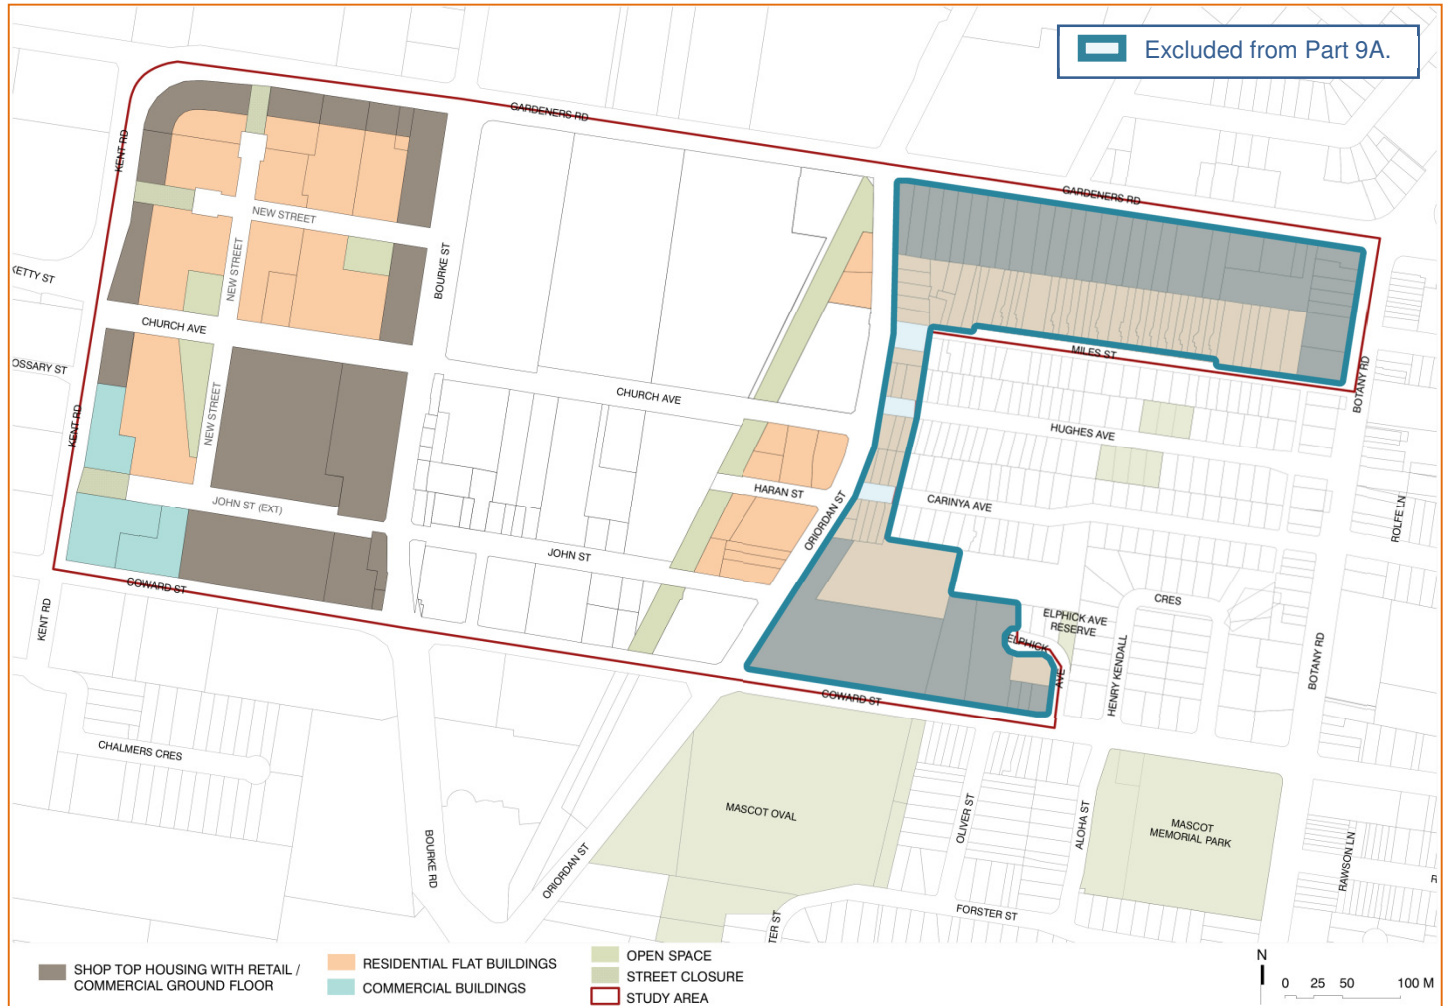 Excluded from Part 9A.
GARDENERS RD
KENT RD
GARDENERS RD
NEW STREET
BOURKE ST
NEW STREET
KETTY ST
CHURCH AVE
MILES ST
BOTANY RD
OSSARY ST
CHURCH AVE
HUGHES AVE
KENT RD
NEW STREET
HARAN ST
CARINYA AVE
ROLFE LN
JOHN ST (EXT)
ORIORDAN ST
JOHN ST
COWARD ST
CRES
ELPHICK AVE
RESERVE
ELPHICK
AVE
HENRY KENDALL
BOTANY RD
KENT RD
COWARD ST
CHALMERS CRES
MASCOT OVAL
OLIVER ST
ALOHA ST
MASCOT
MEMORIAL PARK
BOURKE RD
ORIORDAN ST
RAWSON LN
R
FORSTER ST
TER ST
SHOP TOP HOUSING WITH RETAIL /
COMMERCIAL GROUND FLOOR
RESIDENTIAL FLAT BUILDINGS
COMMERCIAL BUILDINGS
OPEN SPACE
STREET CLOSURE
STUDY AREA
N
0 25 50 100 M